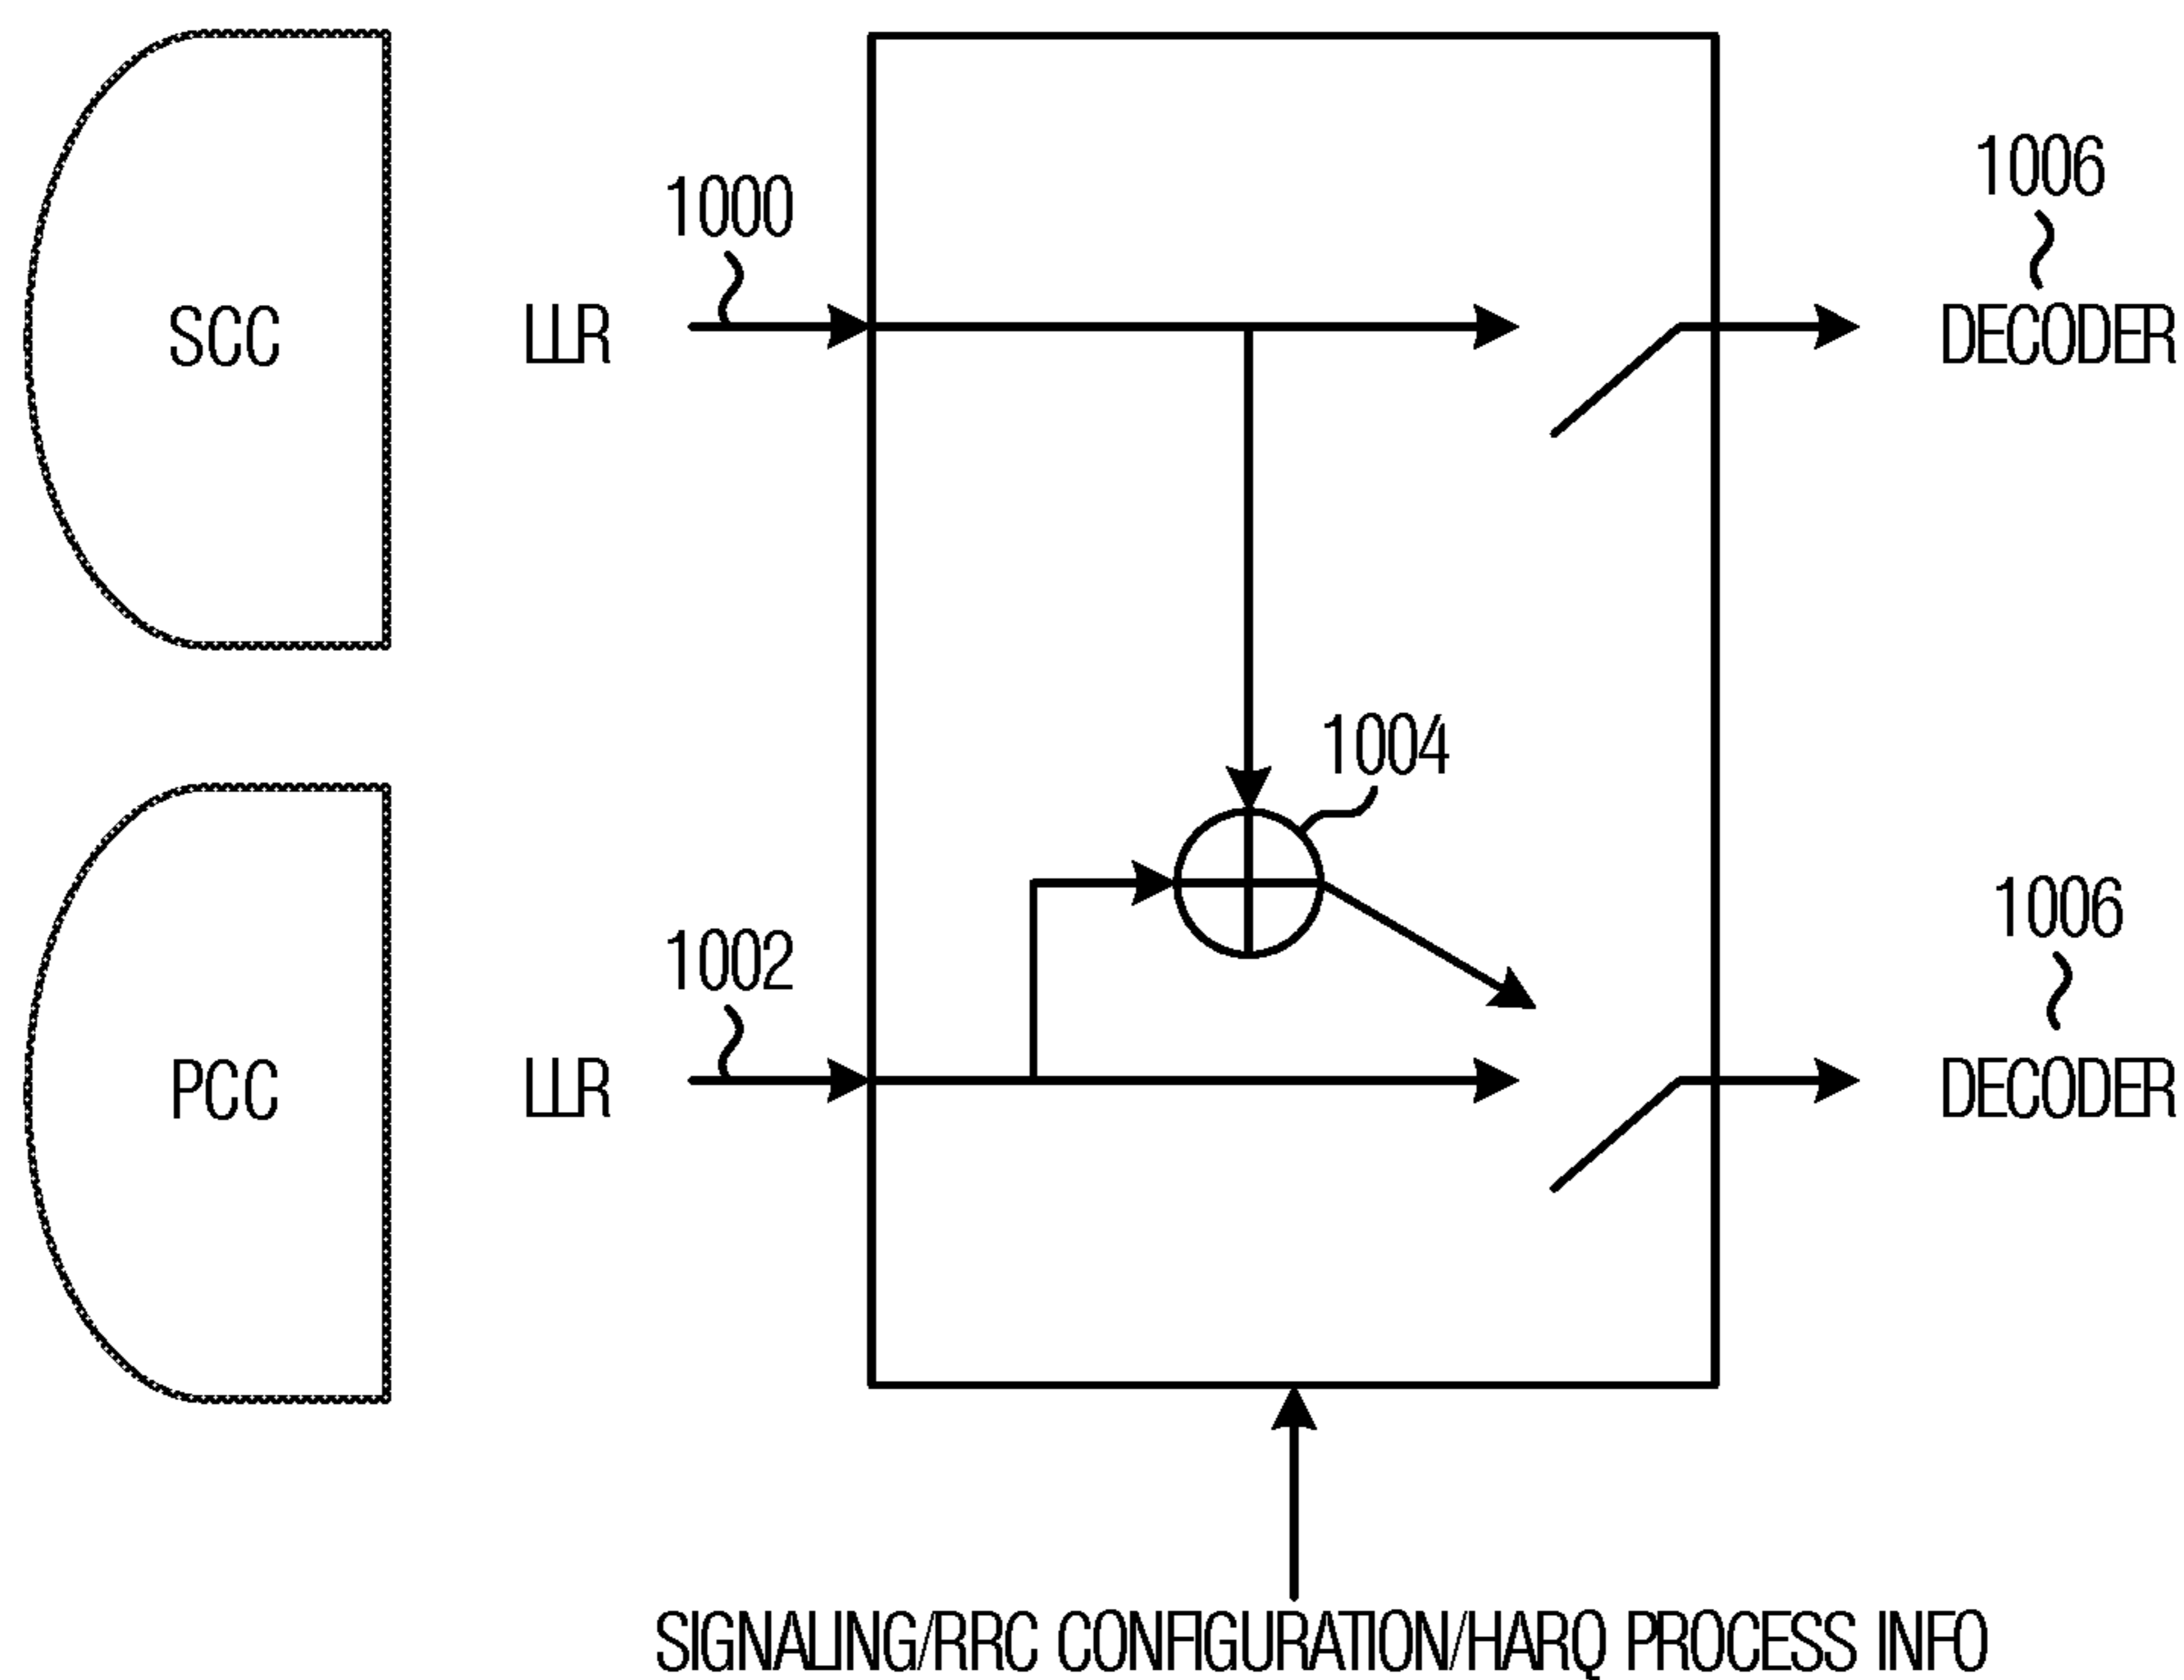 1000
1006
SCC
LLR
DECODER
1004
1002
1006
PCC
LLR
DECODER
SIGNALING/RRC CONFIGURATION/HARQ PROCESS INFO